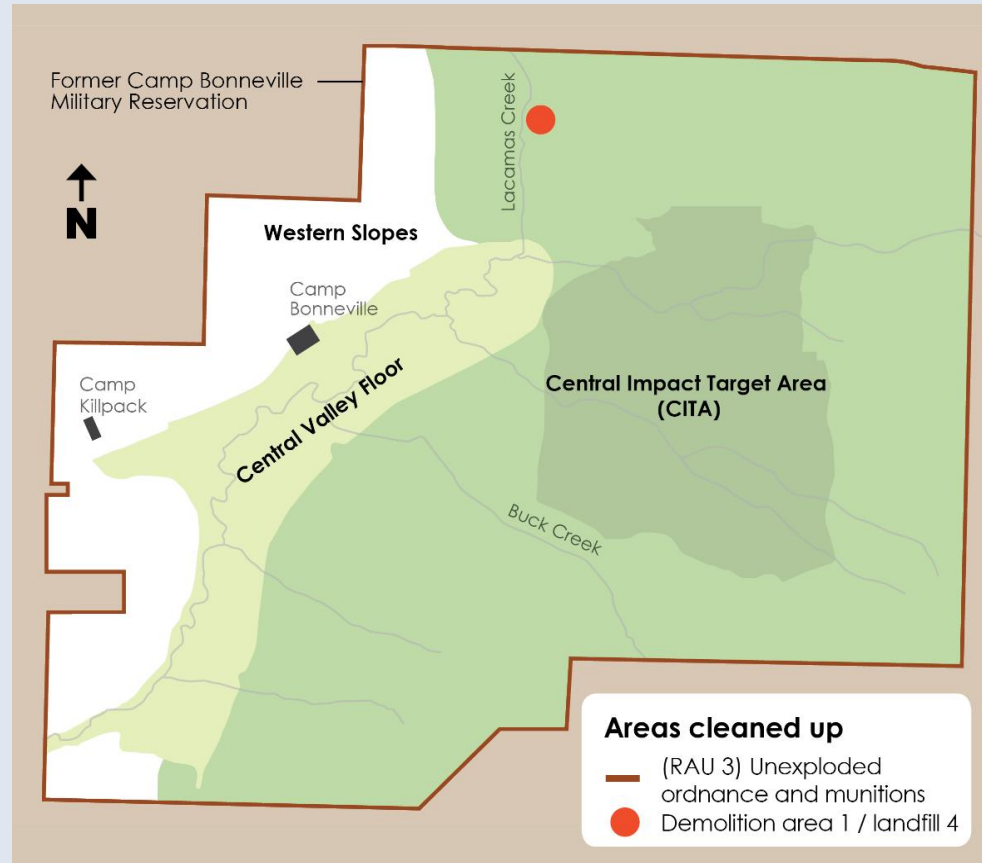 Former Camp Bonneville
Military Reservation
N
Lacamas Creek
Western Slopes
Camp
Bonneville
Camp
Killpack
Central Valley Floor
Central Impact Target Area
(CITA)
Buck Creek
Areas cleaned up
(RAU 3) Unexploded
ordnance and munitions
Demolition area 1 / landfill 4